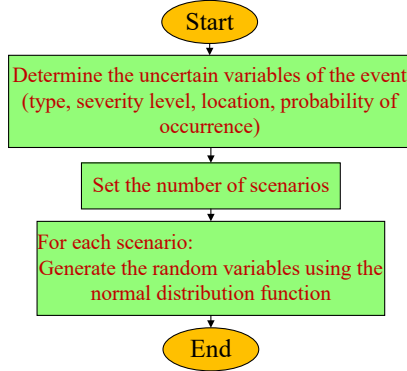 Start
Determine the uncertain variables of the event
(type, severity level, location, probability of
occurrence)
Set the number of scenarios
For each scenario:
Generate the random variables using the
normal distribution function
End